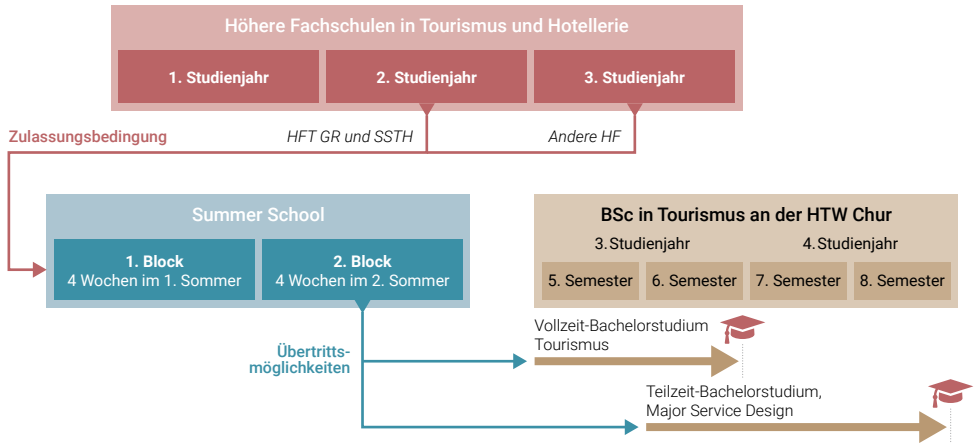 Höhere Fachschulen in Tourismus und Hotellerie
1. Studienjahr
2. Studienjahr
3. Studienjahr
Zulassungsbedingung
HFT GR und SSTH
Andere HF
Summer School
1. Block
4 Wochen im 1. Sommer
2. Block
4 Wochen im 2. Sommer
BSc in Tourismus an der HTW Chur
3. Studienjahr
4. Studienjahr
5. Semester
6. Semester
7. Semester
8. Semester
Übertritts-
möglichkeiten
Vollzeit-Bachelorstudium
Tourismus
Teilzeit-Bachelorstudium,
Major Service Design